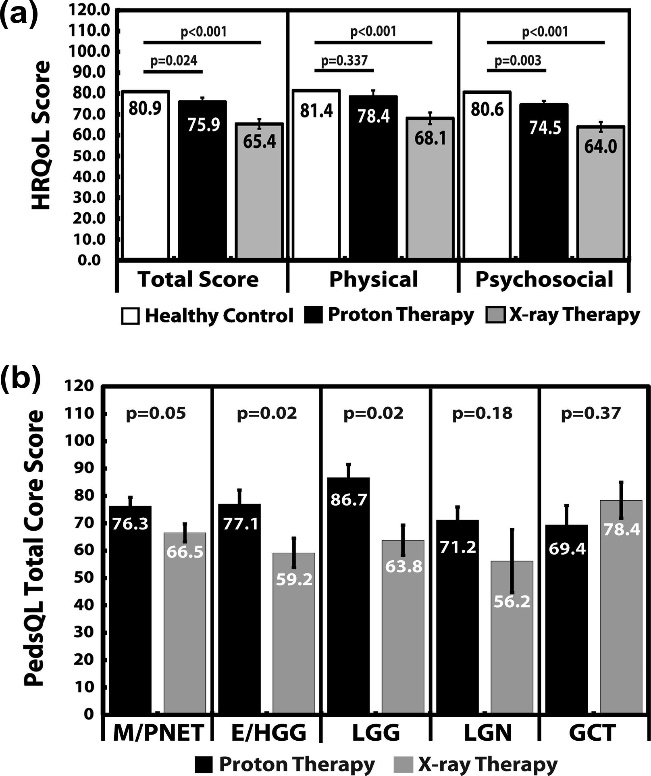 (a)
HRQoL Score
120.0
110.0
100.0
90.0
80.0
70.0
60.0
50.0
40.0
30.0
20.0
10.0
0.0
p<0.001 p<0.001 p<0.001
p=0.024 p=0.337 p=0.003
80.9 75.9 65.4 81.4 78.4 68.1 80.6 74.5 64.0
Total Score Physical Psychosocial
Healthy Control Proton Therapy X-ray Therapy
(b)
PedsQL Total Core Score
120
110
100
90
80
70
60
50
40
30
20
10
0
p=0.05 p=0.02 p=0.02 p=0.18 p=0.37
76.3 66.5 77.1 59.2 86.7 63.8 71.2 56.2 69.4 78.4
M/PNET E/HGG LGG LGN GCT
Proton Therapy X-ray Therapy